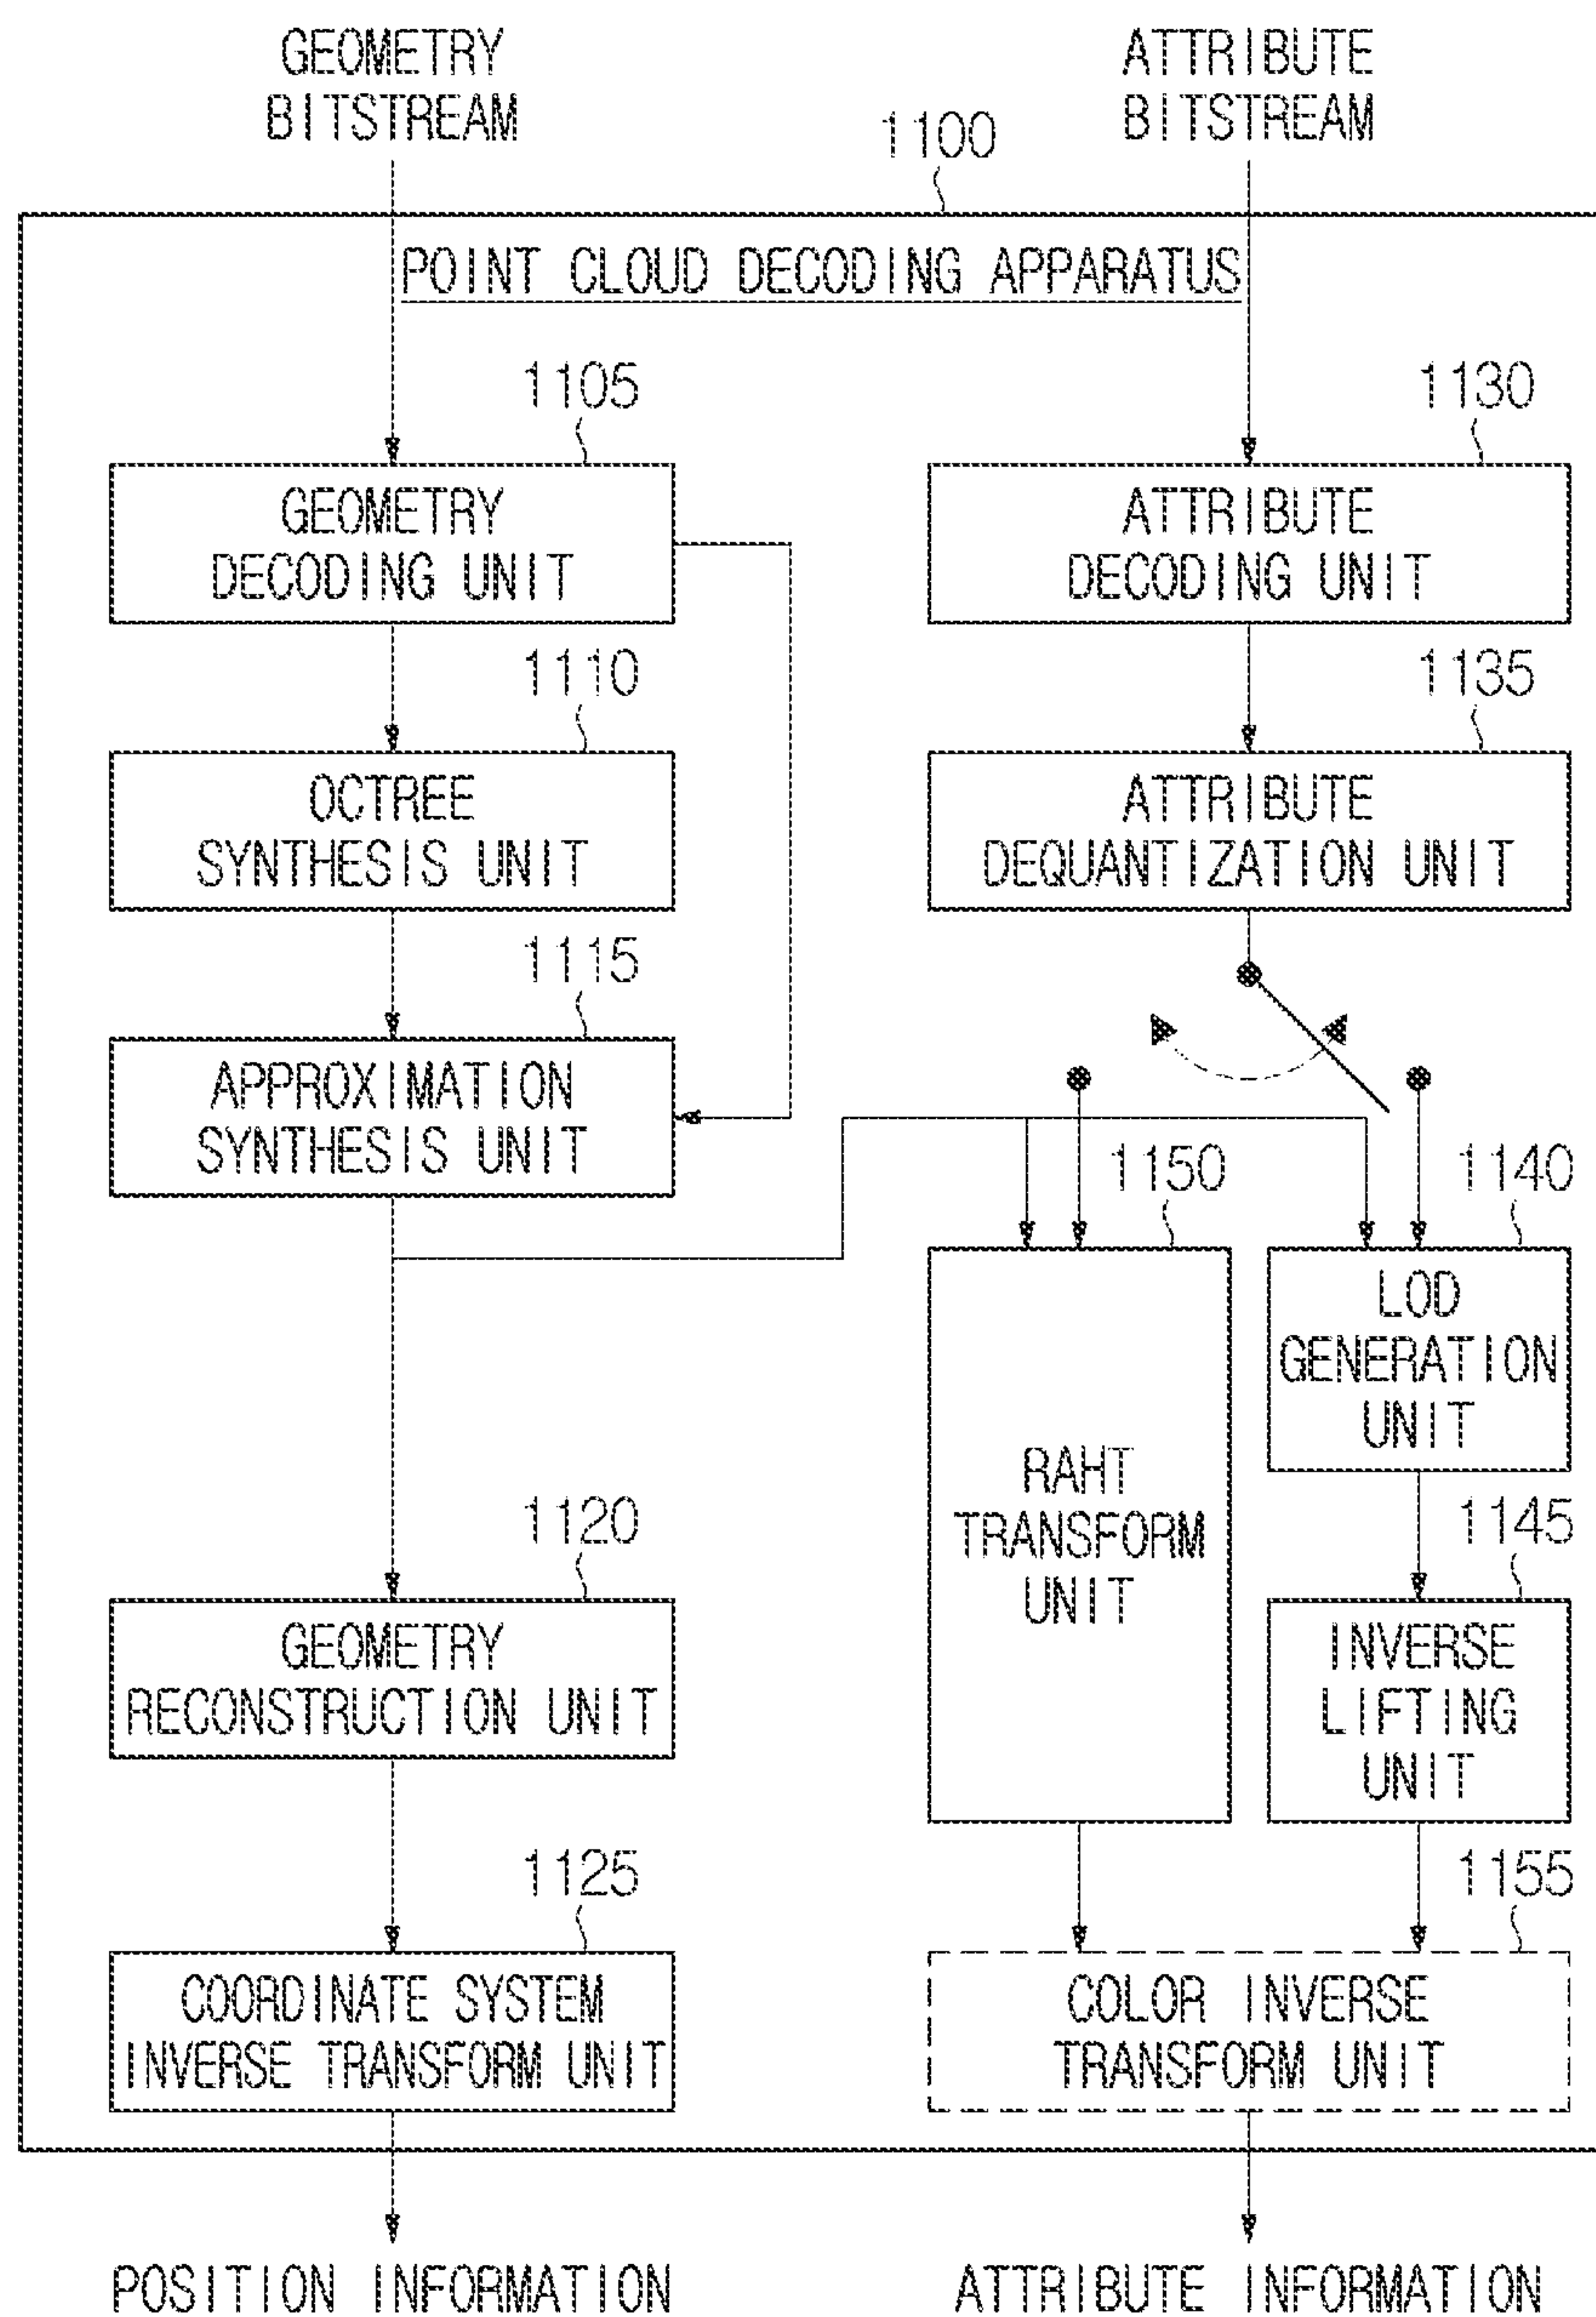 GEOMETRY
BITSTREAM
ATTRIBUTE
BITSTREAM
1100
POINT CLOUD DECODING APPARATUS
1105
GEOMETRY
DECODING UNIT
1110
OCTREE
SYNTHESIS UNIT
1115
APPROXIMATION
SYNTHESIS UNIT
1120
GEOMETRY
RECONSTRUCTION UNIT
1125
COORDINATE SYSTEM
INVERSE TRANSFORM UNIT
POSITION INFORMATION
1130
ATTRIBUTE
DECODING UNIT
1135
ATTRIBUTE
DEQUANTIZATION UNIT
1150
RAHT
TRANSFORM
UNIT
1140
LOD
GENERATION
UNIT
1145
INVERSE
LIFTING
UNIT
1155
COLOR INVERSE
TRANSFORM UNIT
ATTRIBUTE INFORMATION